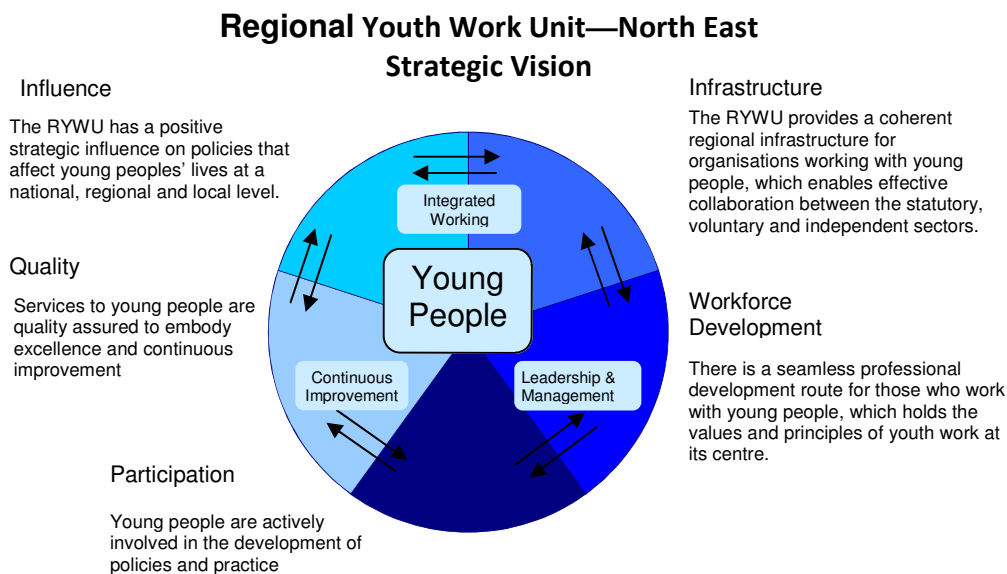 Regional Youth Work Unit—North East
Strategic Vision
Influence
The RYWU has a positive
strategic influence on policies that
affect young peoples' lives at a
national, regional and local level.
Infrastructure
The RYWU provides a coherent
regional infrastructure for
organisations working with young
people, which enables effective
collaboration between the statutory,
voluntary and independent sectors.
Integrated
Working
Quality
Services to young people are
quality assured to embody
excellence and continuous
improvement
Young
People
Workforce
Development
There is a seamless professional
development route for those who work
with young people, which holds the
values and principles of youth work at
its centre.
Continuous
Improvement
Leadership &
Management
Participation
Young people are actively
involved in the development of
policies and practice